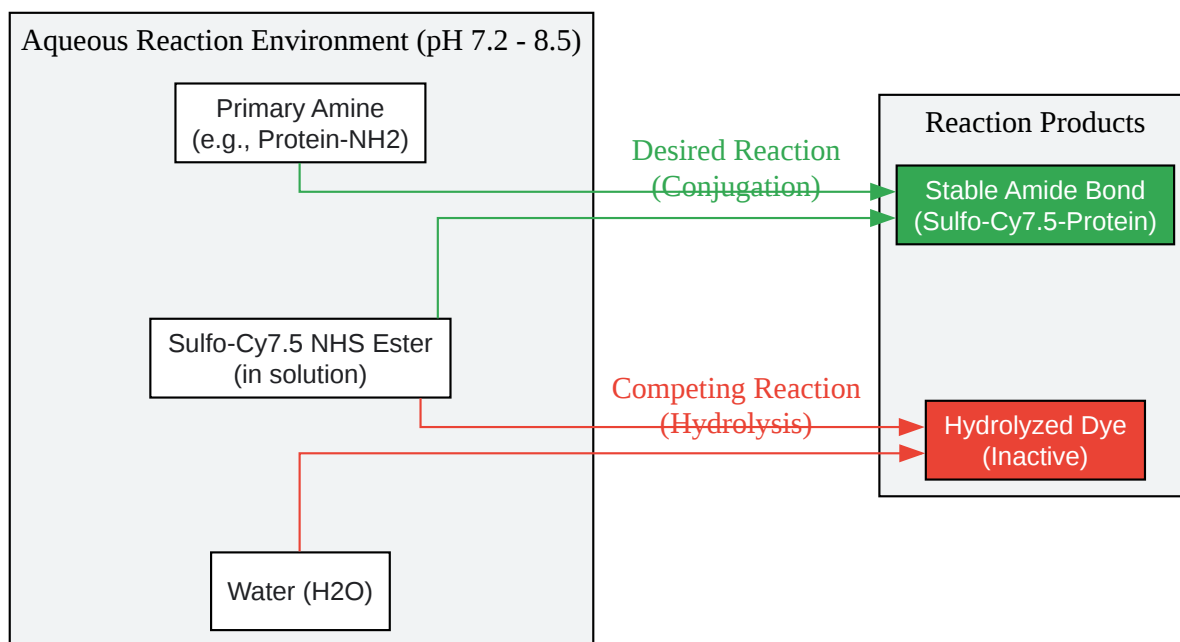 Aqueous Reaction Environment (pH 7.2 - 8.5)
Primary Amine
(e.g., Protein-NH2)
Sulfo-Cy7.5 NHS Ester
(in solution)
Water (H2O)
Desired Reaction
(Conjugation)
Competing Reaction
(Hydrolysis)
Reaction Products
Stable Amide Bond
(Sulfo-Cy7.5-Protein)
Hydrolyzed Dye
(Inactive)